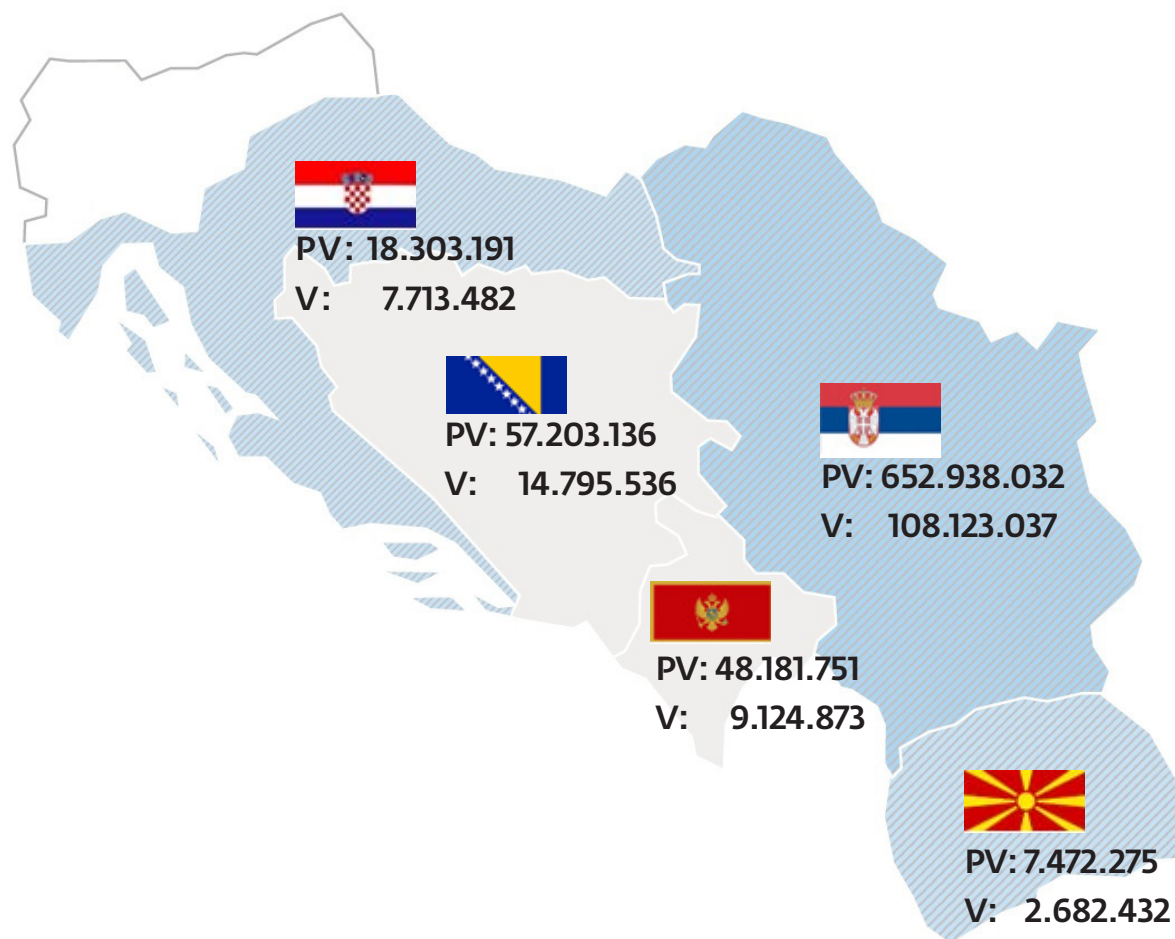 PV: 18.303.191
V: 7.713.482
PV: 57.203.136
V: 14.795.536
PV: 652.938.032
V: 108.123.037
PV: 48.181.751
V: 9.124.873
PV: 7.472.275
V: 2.682.432